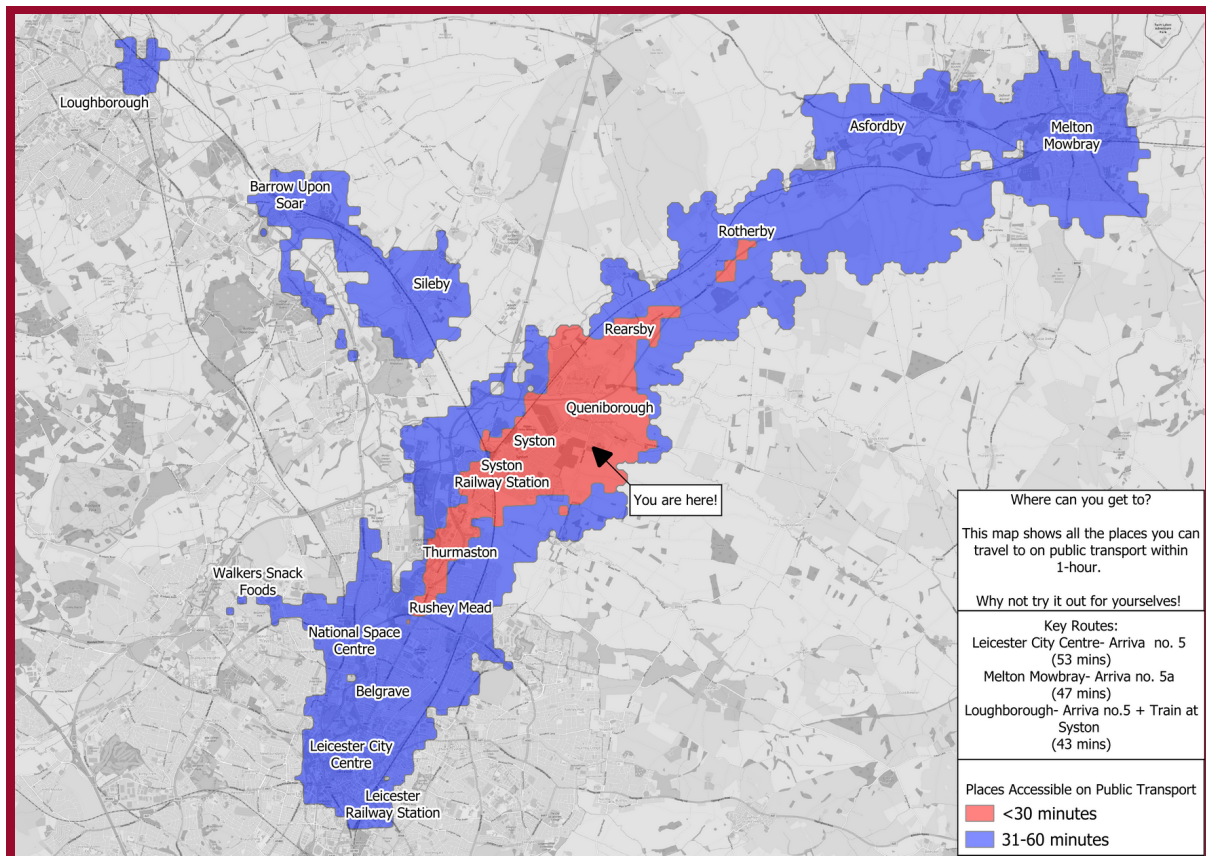 Loughborough
Barrow Upon
Soar
Sileby
Asfordby
Melton
Mowbray
Rotherby
Rearsby
Queniborough
Syston
Syston
Railway Station
You are here!
Thurmaston
Walkers Snack
Foods
Rushey Mead
National Space
Centre
Belgrave
Leicester City
Centre
Leicester
Railway Station
Where can you get to?
This map shows all the places you can
travel to on public transport within
1-hour.
Why not try it out for yourselves!
Key Routes:
Leicester City Centre- Arriva no. 5
(53 mins)
Melton Mowbray- Arriva no. 5a
(47 mins)
Loughborough- Arriva no.5 + Train at
Syston
(43 mins)
Places Accessible on Public Transport
<30 minutes
31-60 minutes